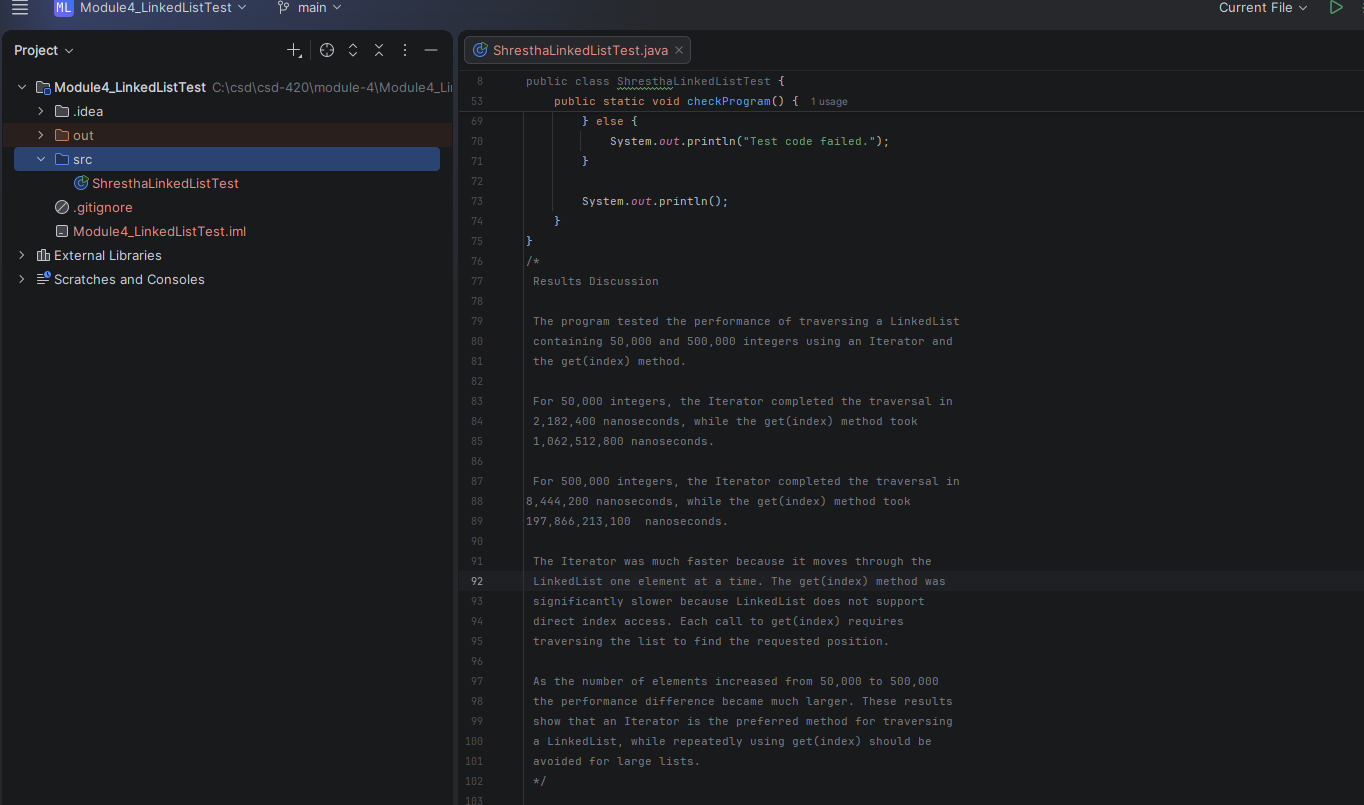 ML Module4_LinkedListTest main Current File
Project
ShresthaLinkedListTest.java
Module4_LinkedListTest C:\csd\csd-420\module-4\Module4_Li
.idea
out
src
ShresthaLinkedListTest
.gitignore
Module4_LinkedListTest.iml
External Libraries
Scratches and Consoles
8 public class ShresthaLinkedListTest {
53 public static void checkProgram() { 1 usage
69 } else {
70 System.out.println("Test code failed.");
71 }
72
73 System.out.println();
74 }
75 }
76 /*
77 Results Discussion
78
79 The program tested the performance of traversing a LinkedList
80 containing 50,000 and 500,000 integers using an Iterator and
81 the get(index) method.
82
83 For 50,000 integers, the Iterator completed the traversal in
84 2,182,400 nanoseconds, while the get(index) method took
85 1,062,512,800 nanoseconds.
86
87 For 500,000 integers, the Iterator completed the traversal in
88 8,444,200 nanoseconds, while the get(index) method took
89 197,866,213,100  nanoseconds.
90
91 The Iterator was much faster because it moves through the
92 LinkedList one element at a time. The get(index) method was
93 significantly slower because LinkedList does not support
94 direct index access. Each call to get(index) requires
95 traversing the list to find the requested position.
96
97 As the number of elements increased from 50,000 to 500,000
98 the performance difference became much larger. These results
99 show that an Iterator is the preferred method for traversing
100 a LinkedList, while repeatedly using get(index) should be
101 avoided for large lists.
102 */
103